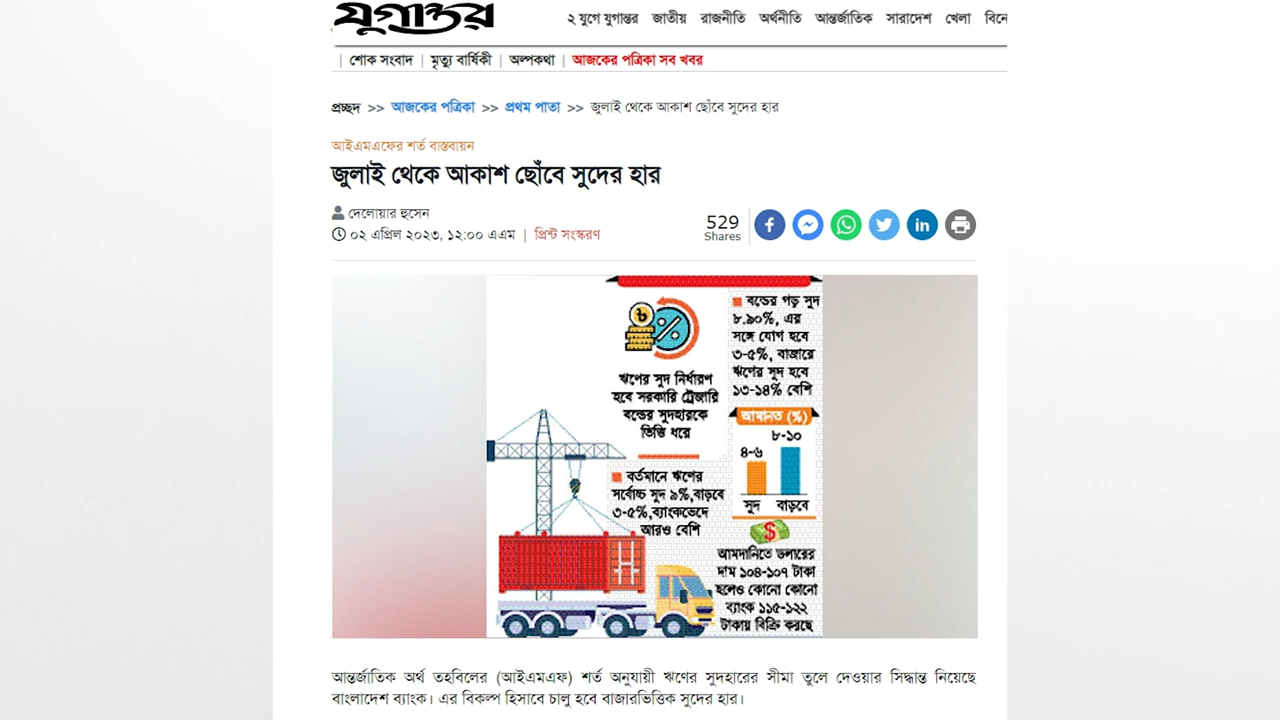 যুগান্তর
২ যুগে যুগান্তর জাতীয় রাজনীতি অর্থনীতি আন্তর্জাতিক সারাদেশ খেলা বিনে
| শোক সংবাদ | মৃত্যু বার্ষিকী | অল্পকথা | আজকের পত্রিকা সব খবর
প্রচ্ছদ >> আজকের পত্রিকা >> প্রথম পাতা >> জুলাই থেকে আকাশ ছোঁবে সুদের হার
আইএমএফের শর্ত বাস্তবায়ন
জুলাই থেকে আকাশ ছোঁবে সুদের হার
দেলোয়ার হুসেন
০২ এপ্রিল ২০২৩, ১২:০০ এএম | প্রিন্ট সংস্করণ
529
Shares
ঋণের সুদ নির্ধারণ
হবে সরকারি ট্রেজারি
বন্ডের সুদহারকে
ভিত্তি ধরে
বর্তমানে ঋণের
সর্বোচ্চ সুদ ৯%,বাড়বে
৩-৫%,ব্যাংকভেদে
আরও বেশি
বন্ডের গড় সুদ
৮.৯০%, এর
সঙ্গে যোগ হবে
৩-৫%, বাজারে
ঋণের সুদ হবে
১৩-১৪% বেশি
আমানত (%)
৮-১০
৪-৬
সুদ বাড়বে
আমদানিতে ডলারের
দাম ১০৪-১০৭ টাকা
হলেও কোনো কোনো
ব্যাংক ১১৫-১২২
টাকায় বিক্রি করছে
আন্তর্জাতিক অর্থ তহবিলের (আইএমএফ) শর্ত অনুযায়ী ঋণের সুদহারের সীমা তুলে দেওয়ার সিদ্ধান্ত নিয়েছে
বাংলাদেশ ব্যাংক। এর বিকল্প হিসাবে চালু হবে বাজারভিত্তিক সুদের হার।